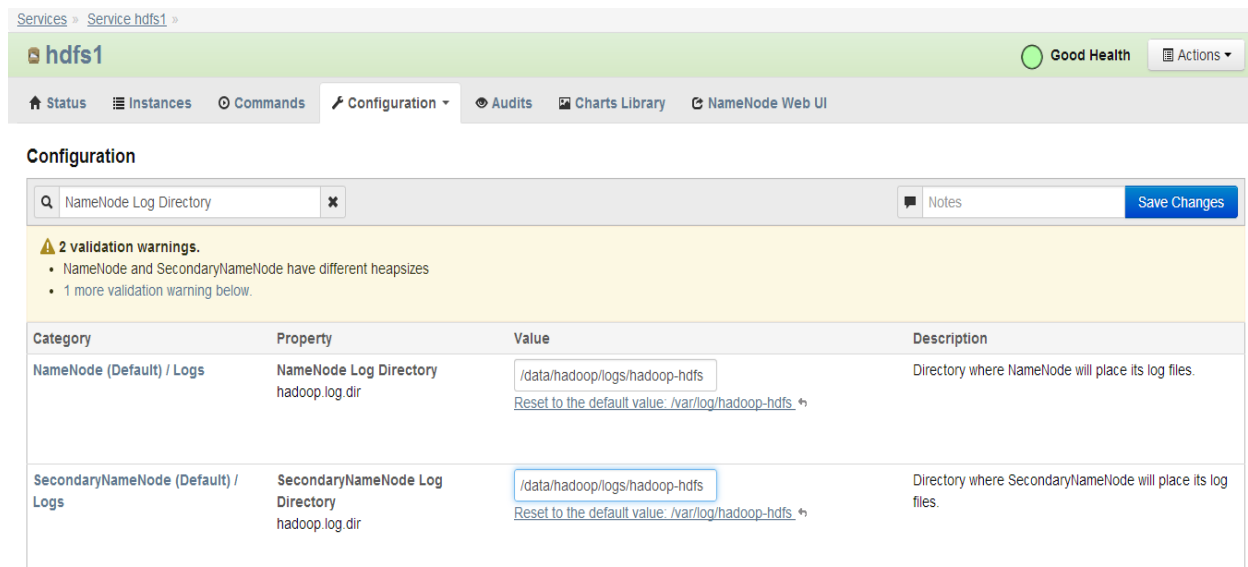 Services » Service hdfs1 »
hdfs1
Good Health
Actions
Status Instances Commands Configuration Audits Charts Library NameNode Web UI
Configuration
NameNode Log Directory
Notes
Save Changes
2 validation warnings.
• NameNode and SecondaryNameNode have different heapsizes
• 1 more validation warning below.
Category Property Value Description
NameNode (Default) / Logs
NameNode Log Directory
hadoop.log.dir
/data/hadoop/logs/hadoop-hdfs
Reset to the default value: /var/log/hadoop-hdfs
Directory where NameNode will place its log files.
SecondaryNameNode (Default) /
Logs
SecondaryNameNode Log
Directory
hadoop.log.dir
/data/hadoop/logs/hadoop-hdfs
Reset to the default value: /var/log/hadoop-hdfs
Directory where SecondaryNameNode will place its log
files.